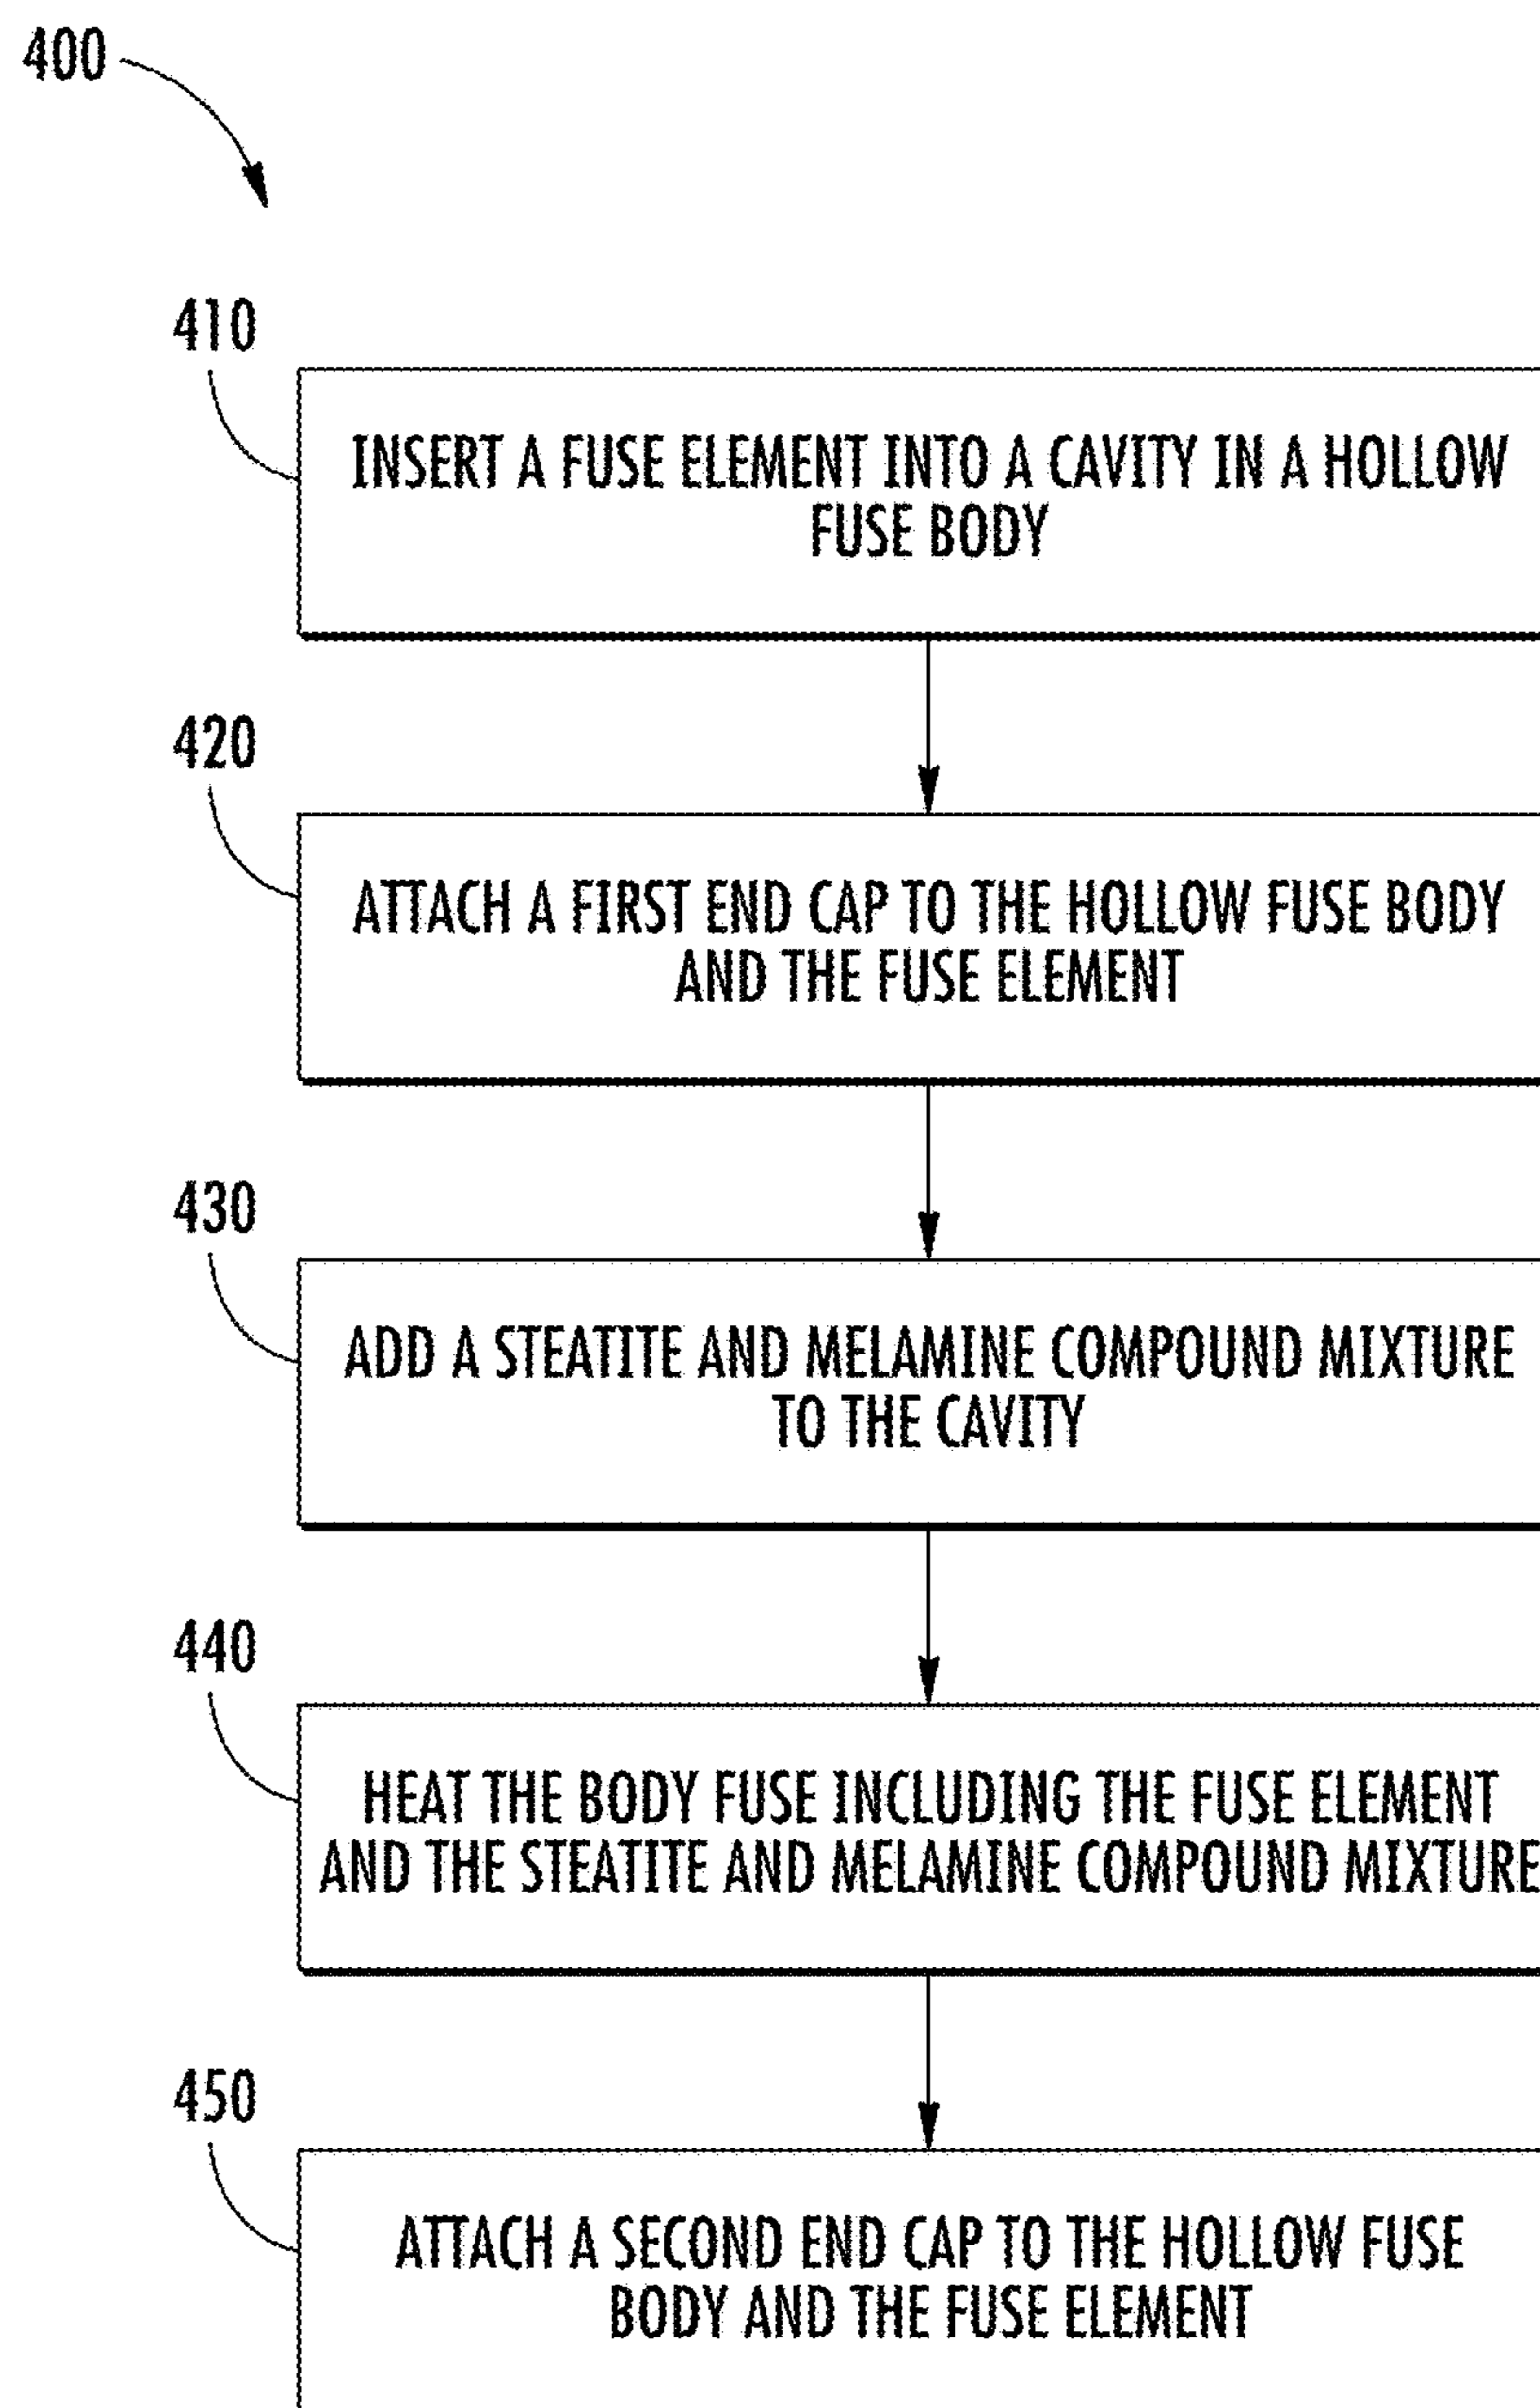 400
410
INSERT A FUSE ELEMENT INTO A CAVITY IN A HOLLOW
FUSE BODY
420
ATTACH A FIRST END CAP TO THE HOLLOW FUSE BODY
AND THE FUSE ELEMENT
430
ADD A STEATITE AND MELAMINE COMPOUND MIXTURE
TO THE CAVITY
440
HEAT THE BODY FUSE INCLUDING THE FUSE ELEMENT
AND THE STEATITE AND MELAMINE COMPOUND MIXTURE
450
ATTACH A SECOND END CAP TO THE HOLLOW FUSE
BODY AND THE FUSE ELEMENT